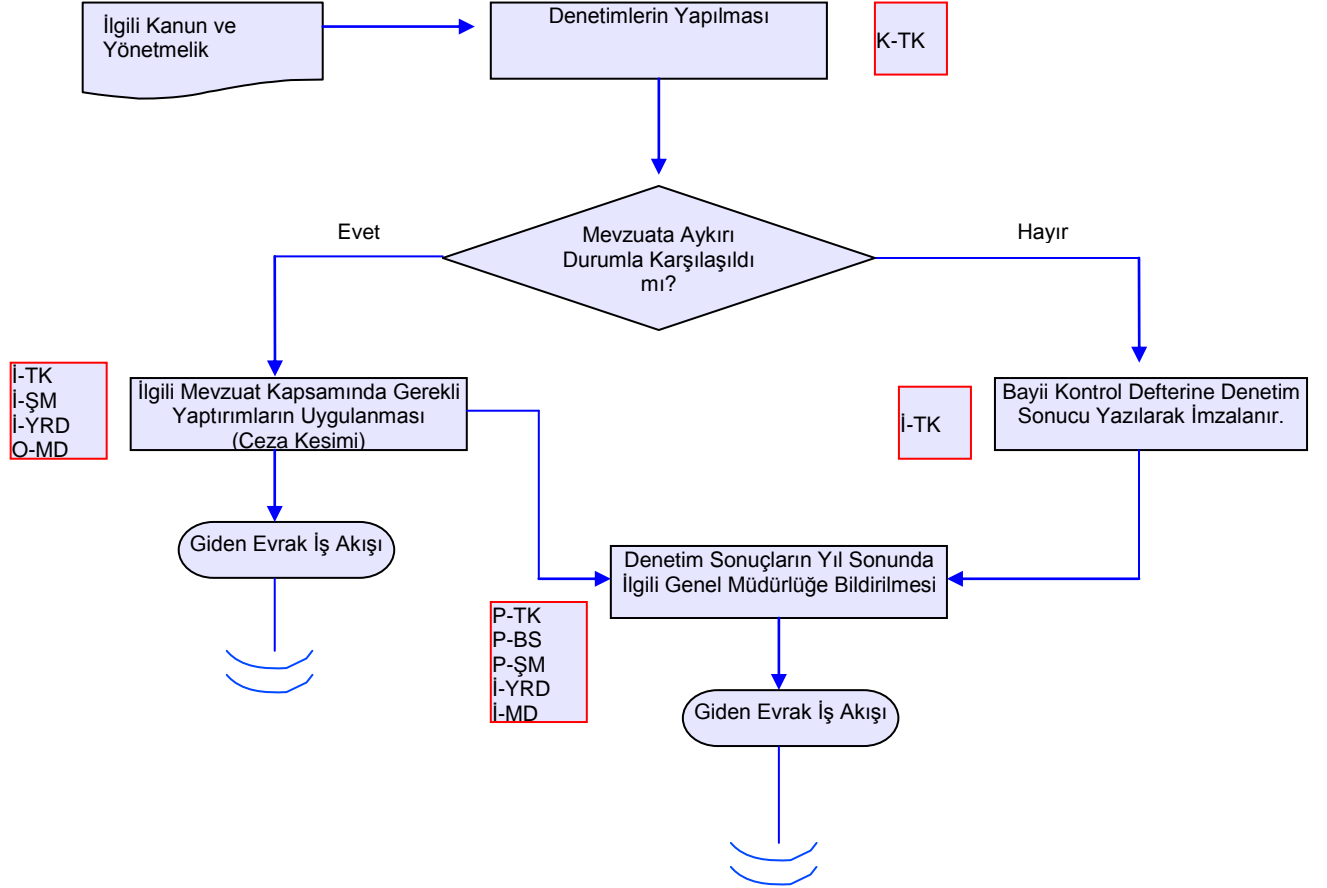 İlgili Kanun ve
Yönetmelik
Denetimlerin Yapılması
K-TK
Mevzuata Aykırı
Durumla Karşılaşıldı
mı?
Evet
Hayır
İ-TK
İ-ŞM
İ-YRD
O-MD
İlgili Mevzuat Kapsamında Gerekli
Yaptırımların Uygulanması
(Ceza Kesimi)
İ-TK
Bayii Kontrol Defterine Denetim
Sonucu Yazılarak İmzalanır.
Giden Evrak İş Akışı
Denetim Sonuçların Yıl Sonunda
İlgili Genel Müdürlüğe Bildirilmesi
P-TK
P-BS
P-ŞM
İ-YRD
İ-MD
Giden Evrak İş Akışı